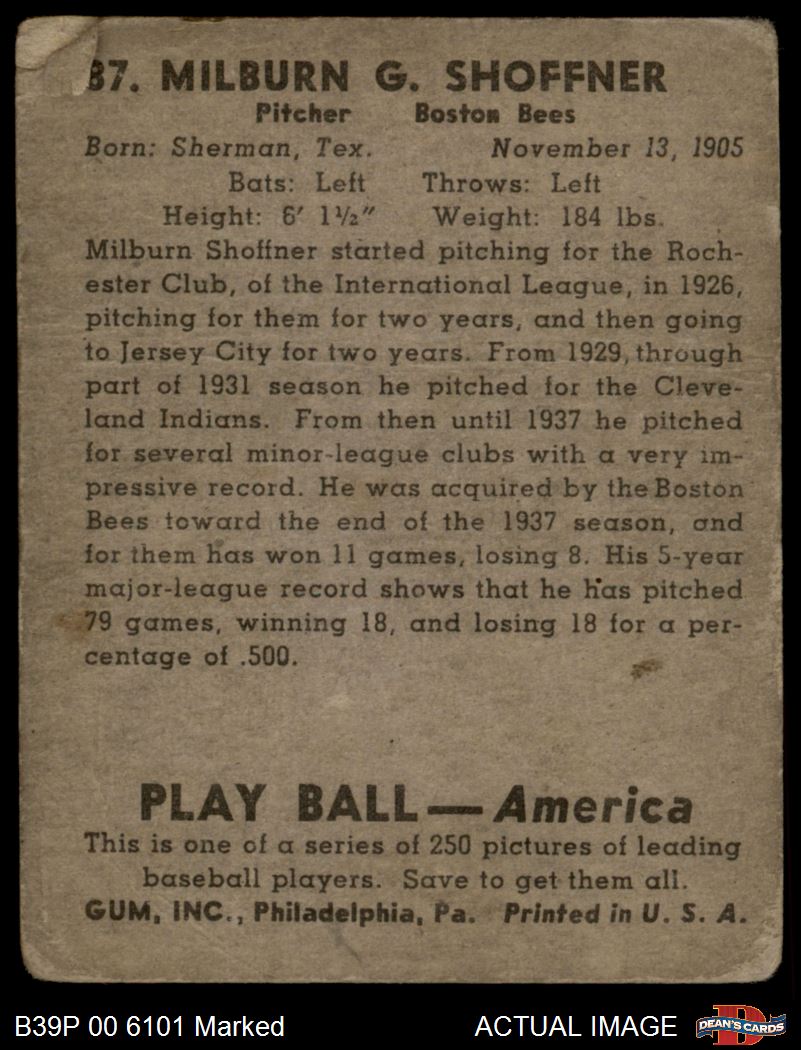 87. MILBURN G. SHOFFNER
Pitcher Boston Bees
Born: Sherman, Tex. November 13, 1905
Bats: Left Throws: Left
Height: 6' 1½" Weight: 184 lbs.
Milburn Shoffner started pitching for the Roch-
ester Club, of the International League, in 1926,
pitching for them for two years, and then going
to Jersey City for two years. From 1929, through
part of 1931 season he pitched for the Cleve-
land Indians. From then until 1937 he pitched
for several minor-league clubs with a very im-
pressive record. He was acquired by the Boston
Bees toward the end of the 1937 season, and
for them has won 11 games, losing 8. His 5-year
major-league record shows that he has pitched
79 games, winning 18, and losing 18 for a per-
centage of .500.
PLAY BALL — America
This is one of a series of 250 pictures of leading
baseball players. Save to get them all.
GUM, INC., Philadelphia, Pa. Printed in U. S. A.
B39P 00 6101 Marked ACTUAL IMAGE D DEAN'S CARDS